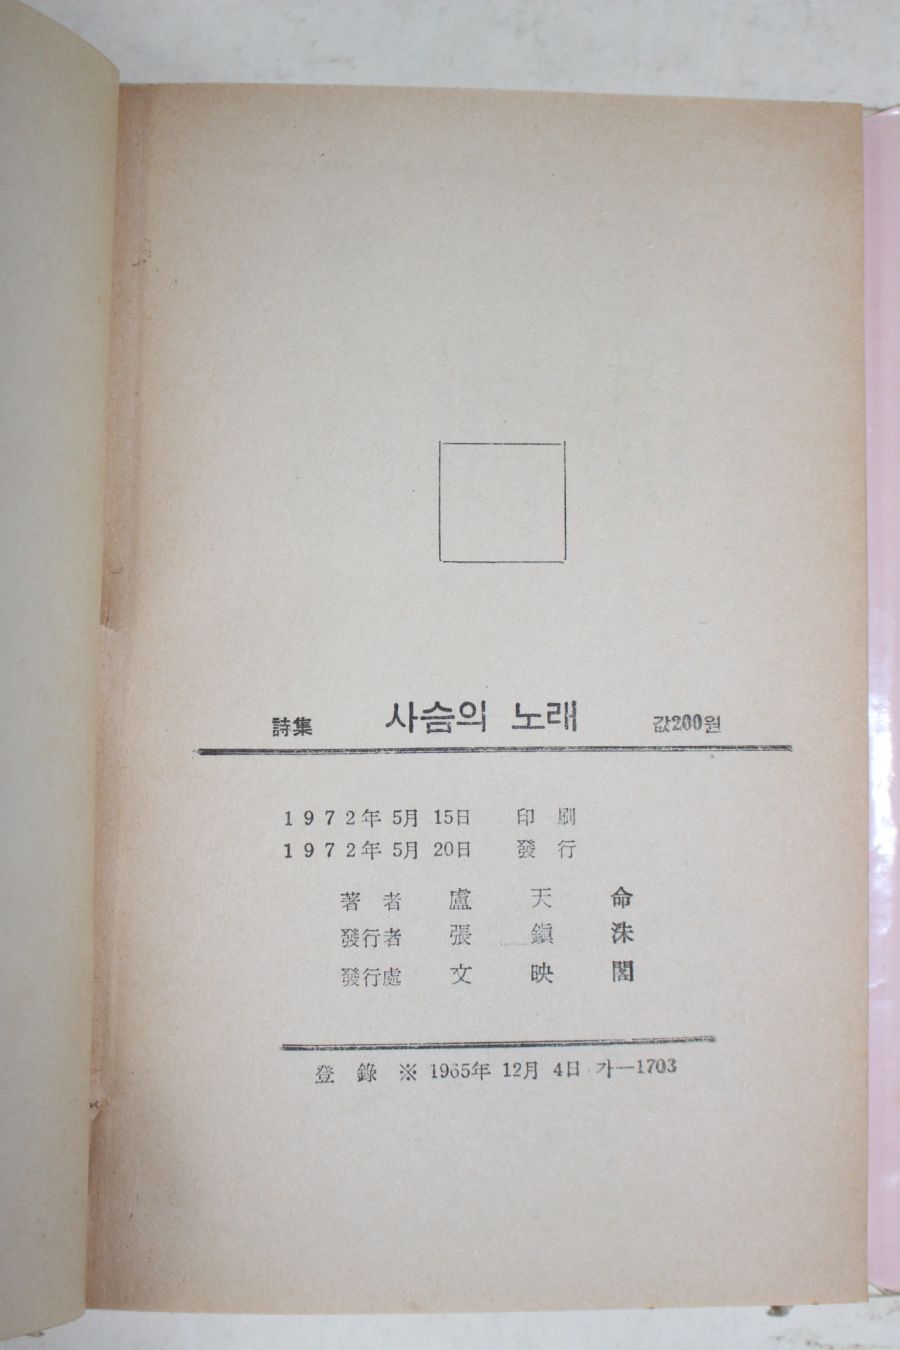 詩集 사슴의 노래 값200원
1972年 5月 15日 印 刷
1972年 5月 20日 發 行
著 者 盧 天 命
發行者 張 鎭 洙
發行處 文 映 閣
登 錄 ※ 1965年 12月 4日 가—1703